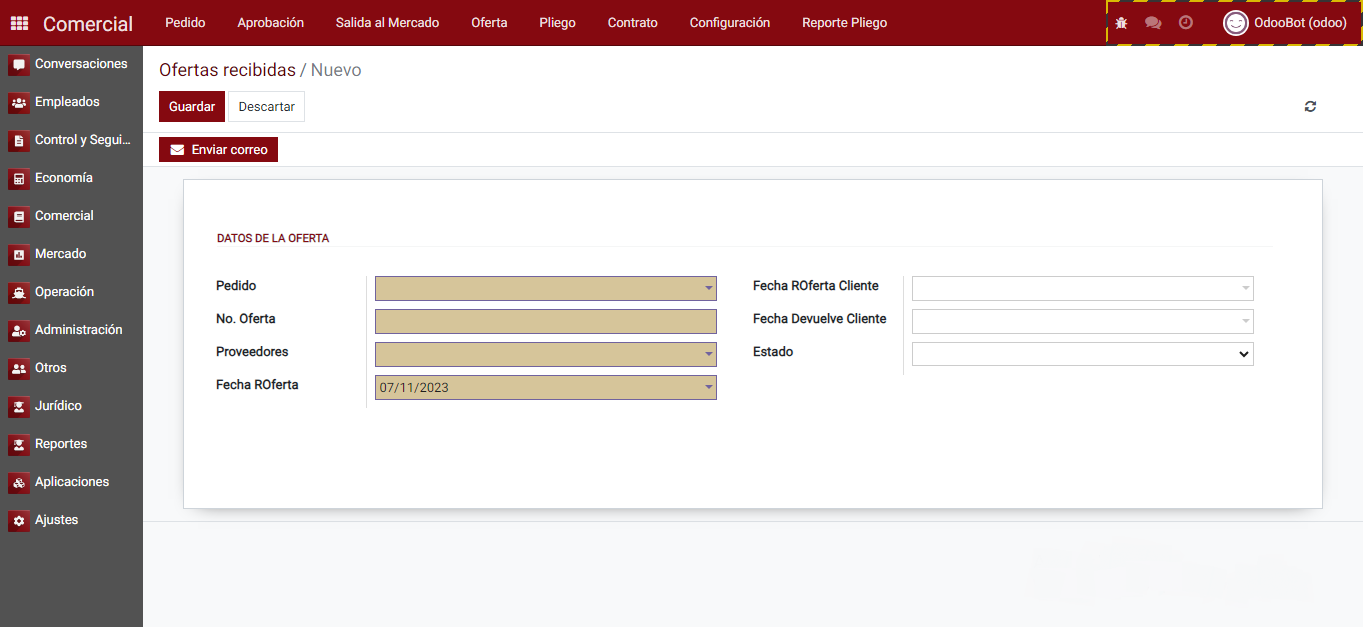 Comercial Pedido Aprobación Salida al Mercado Oferta Pliego Contrato Configuración Reporte Pliego OdooBot (odoo)
Conversaciones
Empleados
Control y Segui...
Economía
Comercial
Mercado
Operación
Administración
Otros
Jurídico
Reportes
Aplicaciones
Ajustes
Ofertas recibidas / Nuevo
Guardar Descartar
Enviar correo
DATOS DE LA OFERTA
Pedido
No. Oferta
Proveedores
Fecha ROferta 07/11/2023
Fecha ROferta Cliente
Fecha Devuelve Cliente
Estado